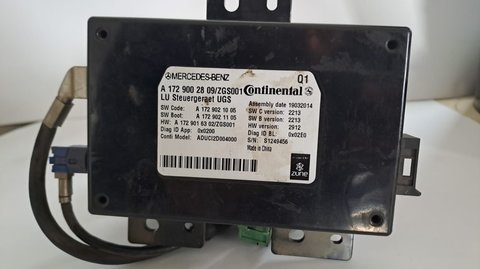 MERCEDES-BENZ Q1
A 172 900 28 09/ZGS001 Continental
LU Steuergeraet UGS Assembly date 19032014
SW Code: A 172 902 10 05 SW C version: 2213
SW Boot: A 172 902 11 05 SW B version: 2213
HW: A 172 901 63 02/ZGS001 HW version: 2912
Diag ID App: 0x0200 Diag ID BL: 0x02E0
Conti Model: ADUCI2D004000 S/N: S1249456
Made in China
zune